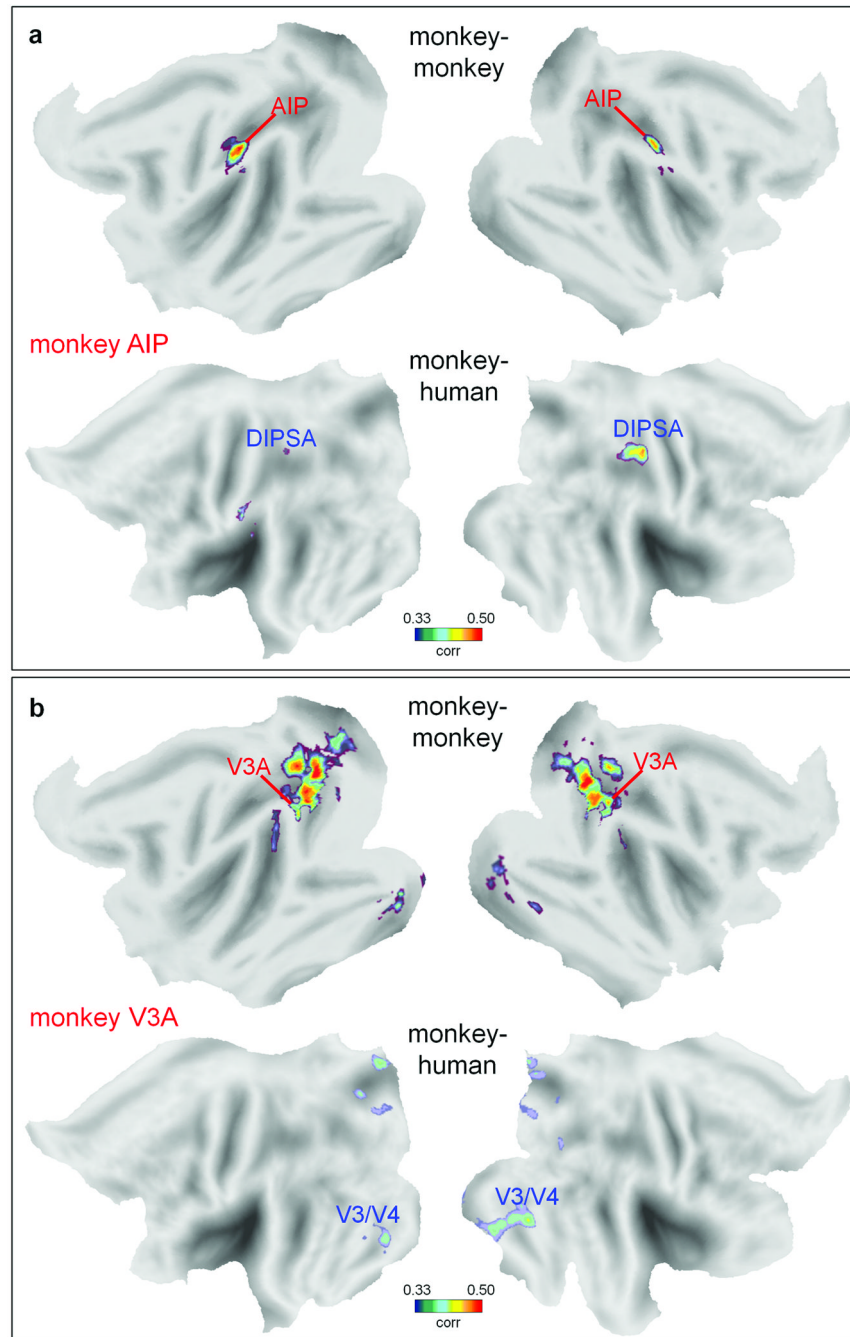 a
monkey-
monkey
AIP
AIP
monkey AIP
monkey-
human
DIPSA
DIPSA
0.33 0.50
corr
b
monkey-
monkey
V3A
V3A
monkey V3A
monkey-
human
V3/V4
V3/V4
0.33 0.50
corr